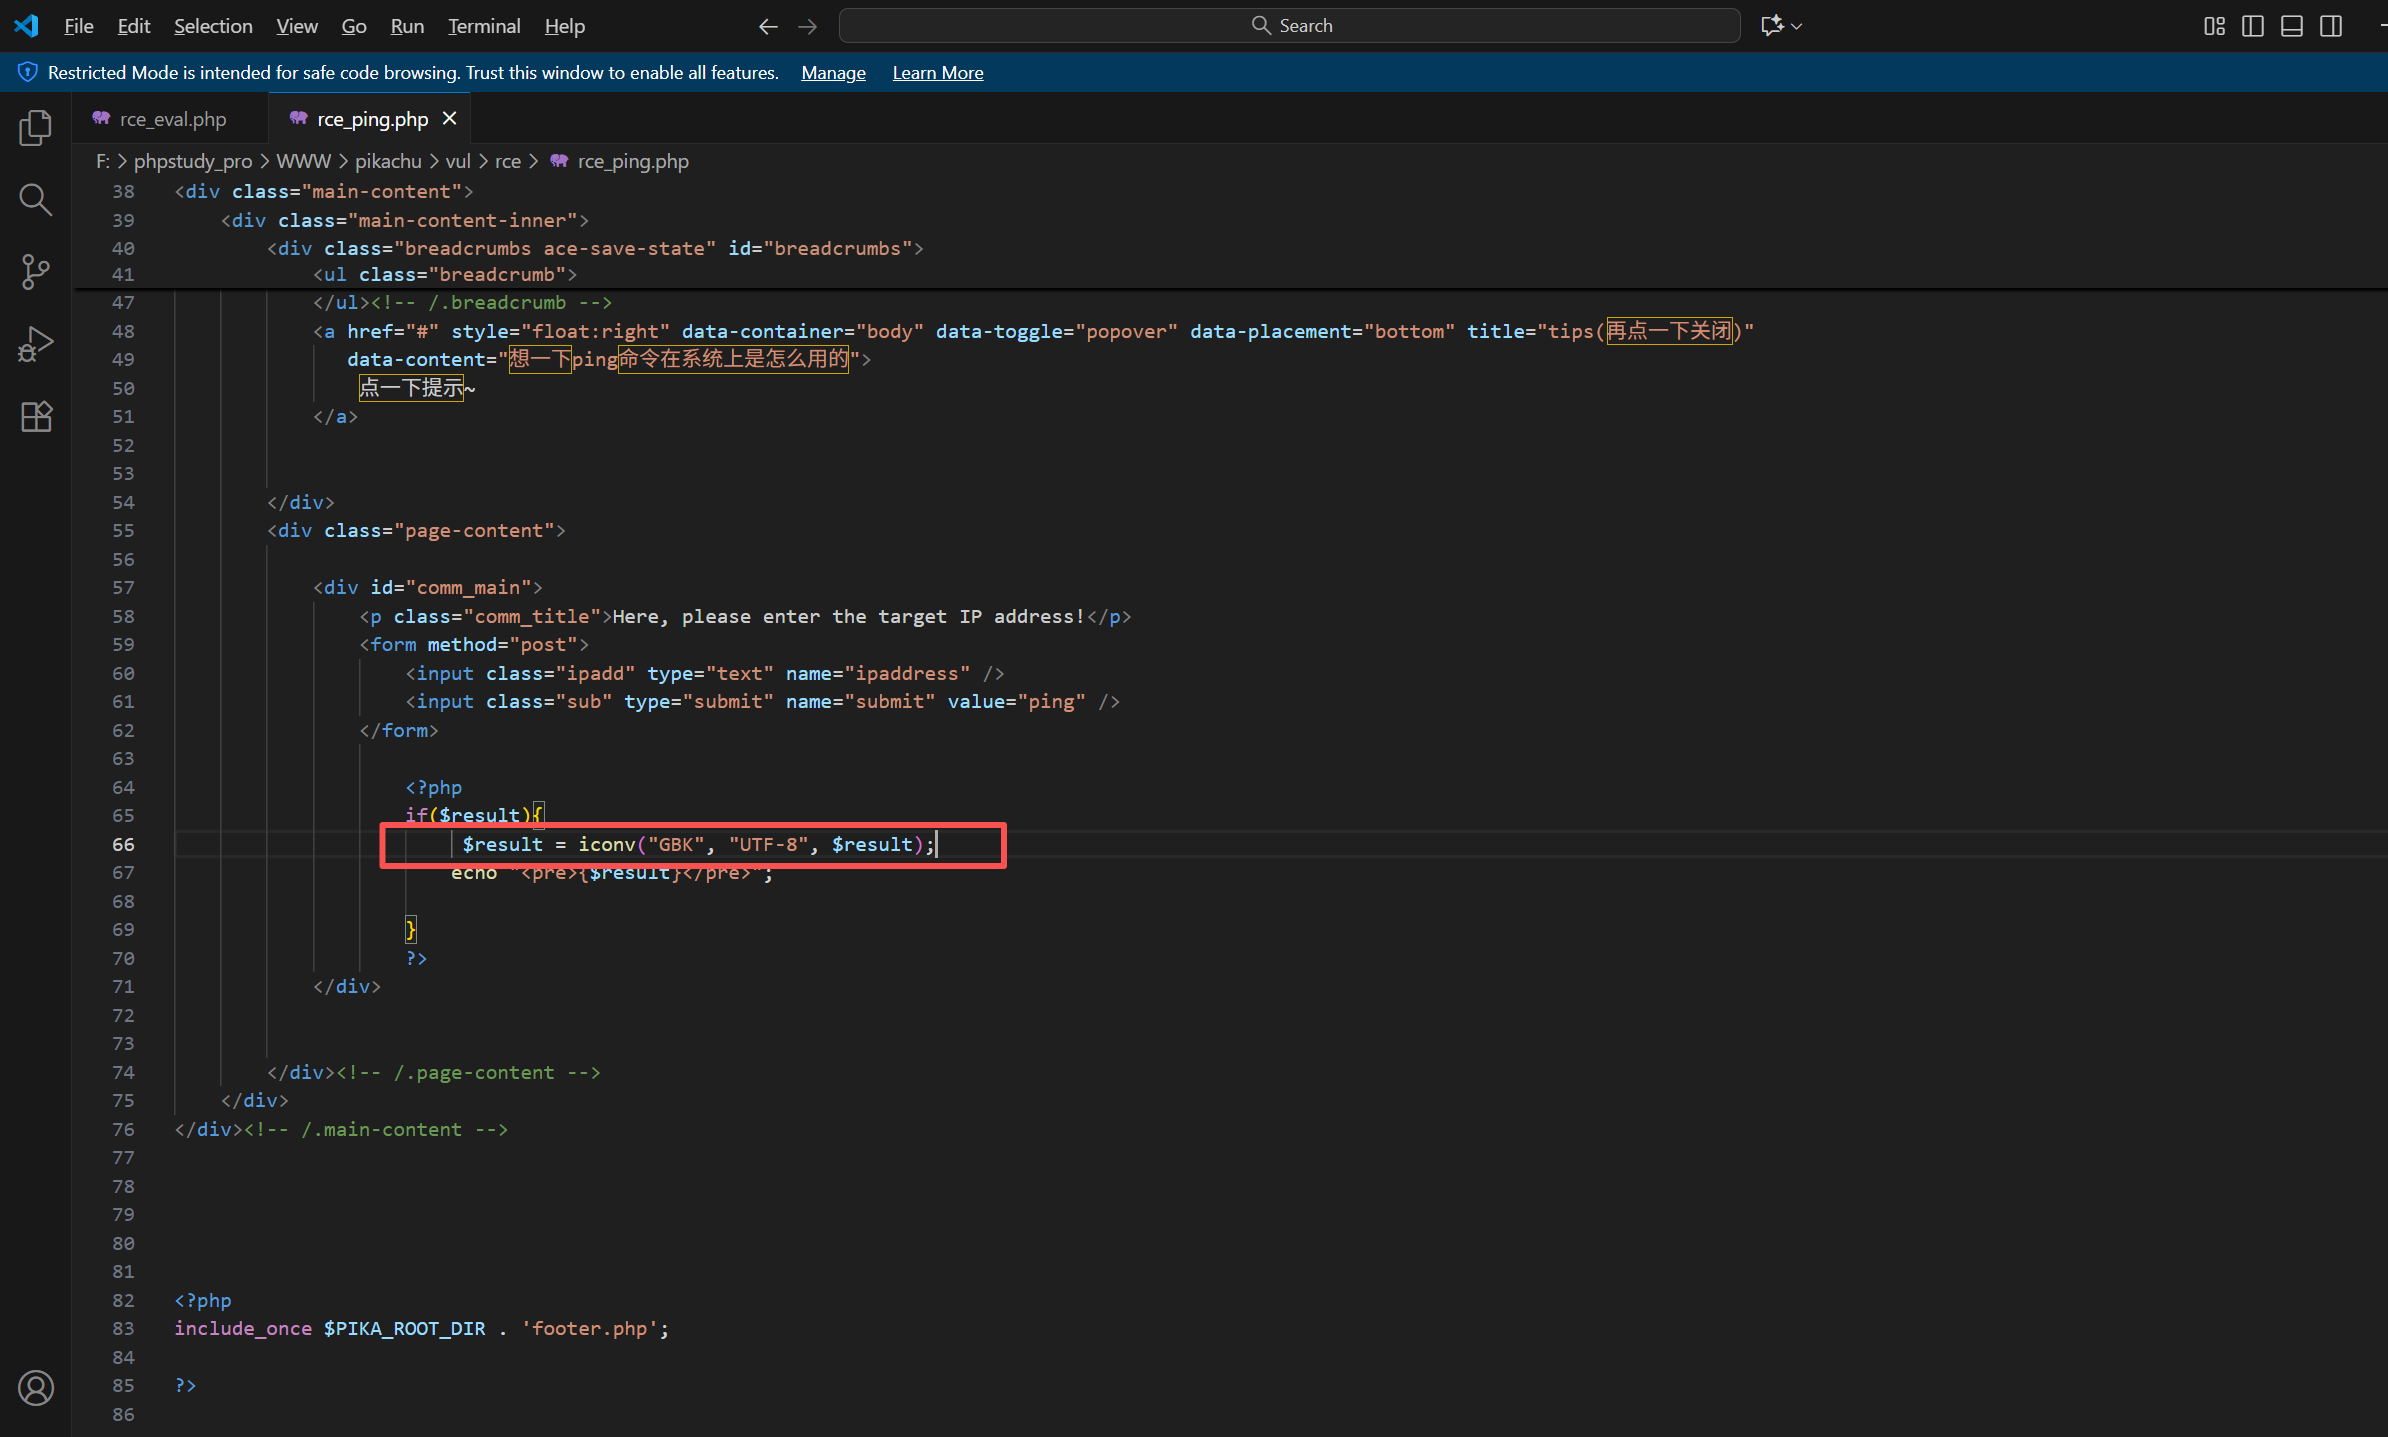 File Edit Selection View Go Run Terminal Help Search
Restricted Mode is intended for safe code browsing. Trust this window to enable all features. Manage Learn More
rce_eval.php rce_ping.php
F: > phpstudy_pro > WWW > pikachu > vul > rce > rce_ping.php
38 <div class="main-content">
39 <div class="main-content-inner">
40 <div class="breadcrumbs ace-save-state" id="breadcrumbs">
41 <ul class="breadcrumb">
47 </ul><!-- /.breadcrumb -->
48 <a href="#" style="float:right" data-container="body" data-toggle="popover" data-placement="bottom" title="tips(再点一下关闭)"
49 data-content="想一下ping命令在系统上是怎么用的">
50 点一下提示~
51 </a>
52
53
54 </div>
55 <div class="page-content">
56
57 <div id="comm_main">
58 <p class="comm_title">Here, please enter the target IP address!</p>
59 <form method="post">
60 <input class="ipadd" type="text" name="ipaddress" />
61 <input class="sub" type="submit" name="submit" value="ping" />
62 </form>
63
64 <?php
65 if($result){
66 $result = iconv("GBK", "UTF-8", $result);
67 echo "<pre>{$result}</pre>";
68
69 }
70 ?>
71 </div>
72
73
74 </div><!-- /.page-content -->
75 </div>
76 </div><!-- /.main-content -->
77
78
79
80
81
82 <?php
83 include_once $PIKA_ROOT_DIR . 'footer.php';
84
85 ?>
86